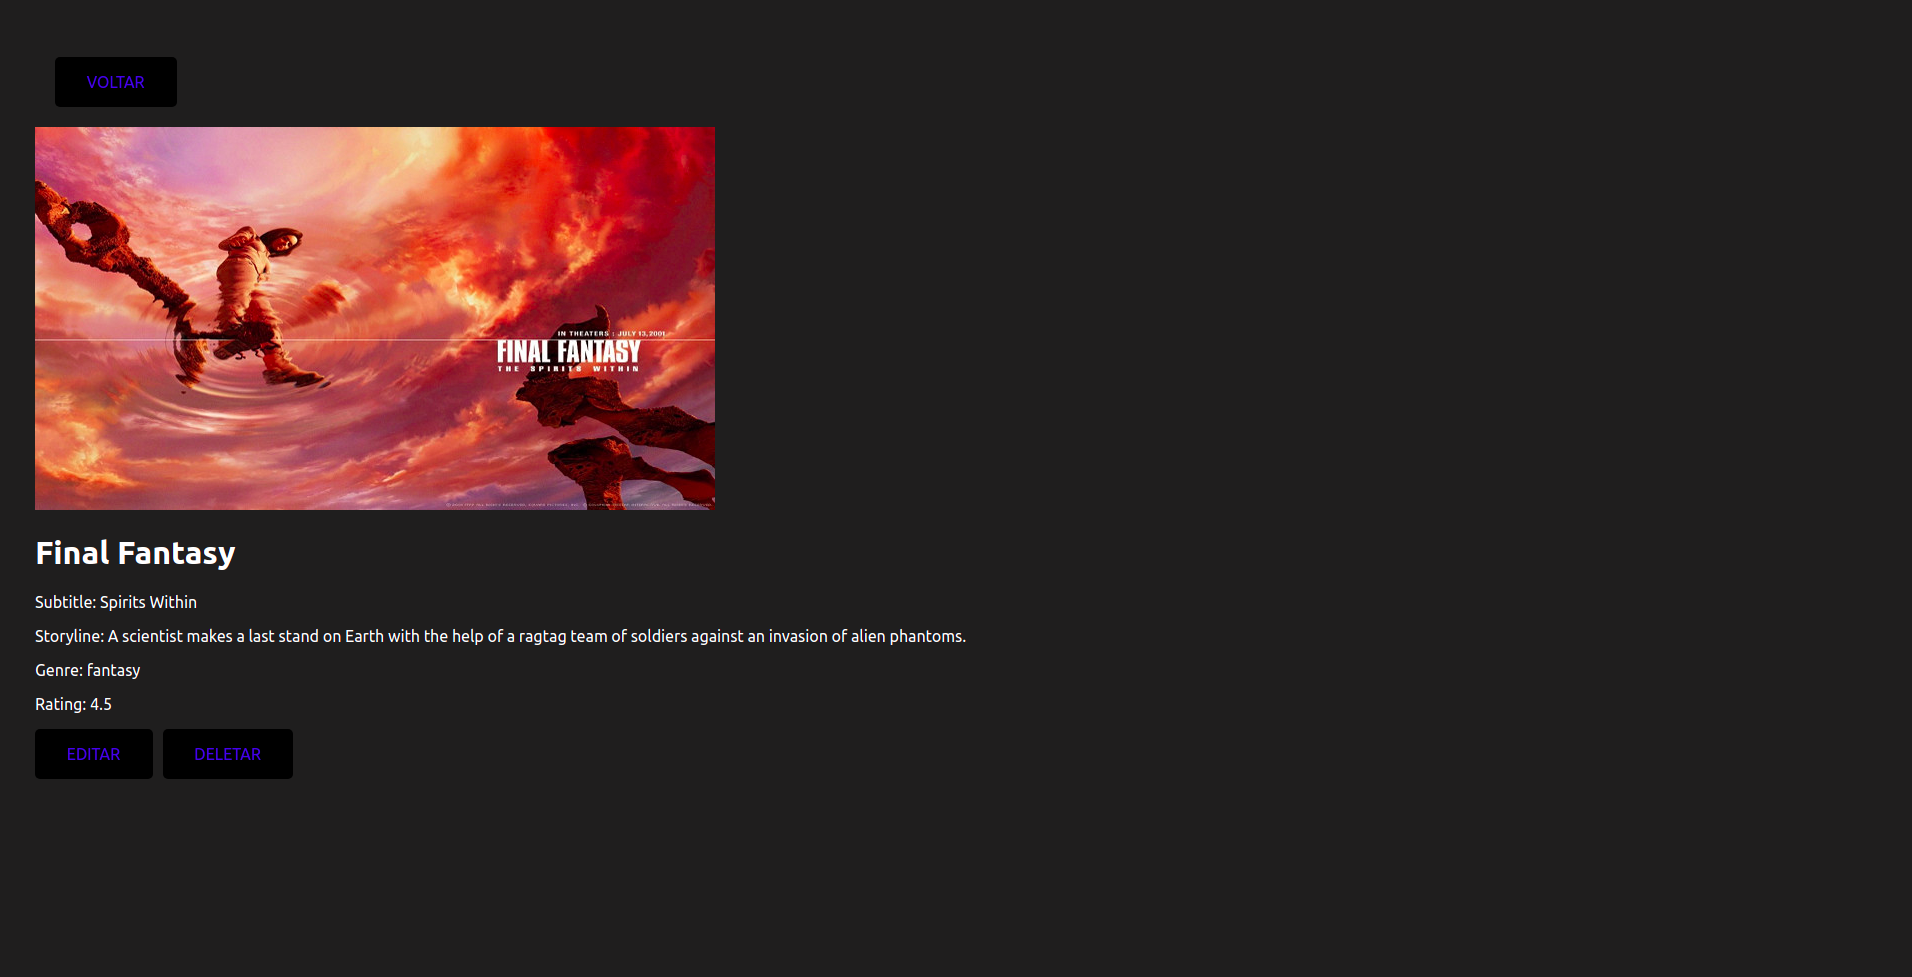 VOLTAR
IN THEATERS : JULY 13, 2001
FINAL FANTASY
THE SPIRITS WITHIN
Final Fantasy
Subtitle: Spirits Within
Storyline: A scientist makes a last stand on Earth with the help of a ragtag team of soldiers against an invasion of alien phantoms.
Genre: fantasy
Rating: 4.5
EDITAR DELETAR